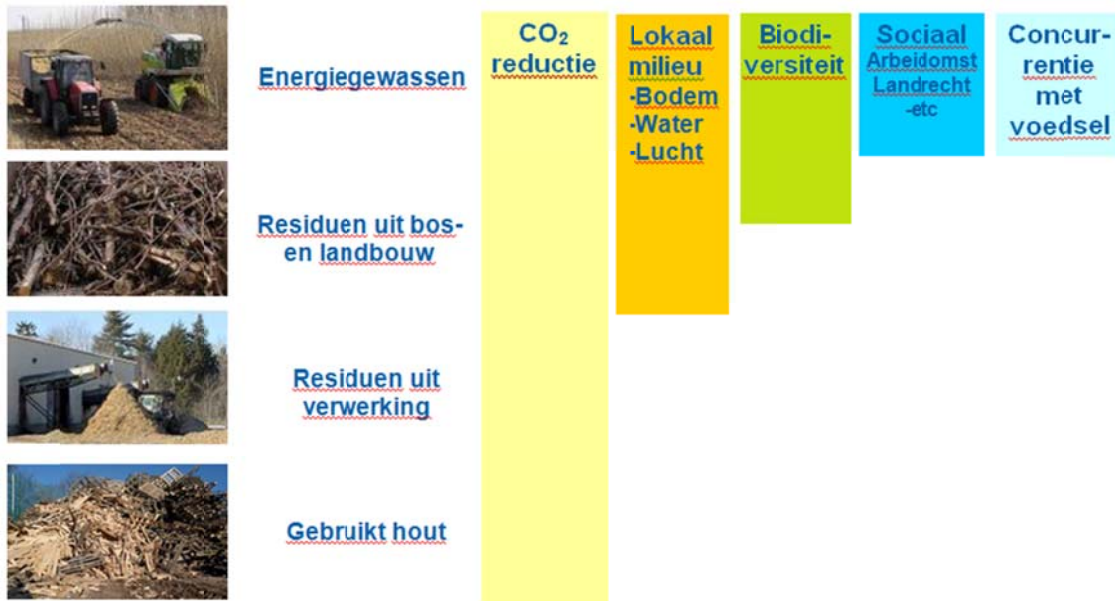 Energiegewassen
Residuen uit bos-
en landbouw
Residuen uit
verwerking
Gebruikt hout
CO₂
reductie
Lokaal
milieu
-Bodem
-Water
-Lucht
Biodi-
versiteit
Sociaal
Arbeidomst
Landrecht
-etc
Concur-
rentie
met
voedsel